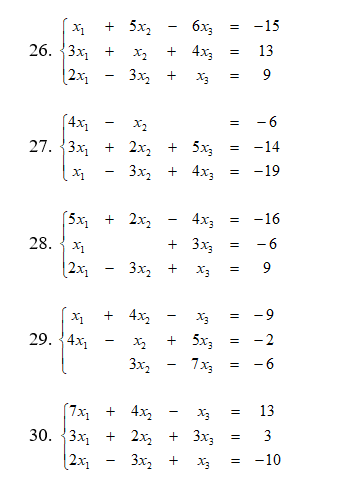 x₁ + 5x₂ − 6x₃ = −15
26. 3x₁ + x₂ + 4x₃ = 13
2x₁ − 3x₂ + x₃ = 9
4x₁ − x₂ = −6
27. 3x₁ + 2x₂ + 5x₃ = −14
x₁ − 3x₂ + 4x₃ = −19
5x₁ + 2x₂ − 4x₃ = −16
28. x₁ + 3x₃ = −6
2x₁ − 3x₂ + x₃ = 9
x₁ + 4x₂ − x₃ = −9
29. 4x₁ − x₂ + 5x₃ = −2
3x₂ − 7x₃ = −6
7x₁ + 4x₂ − x₃ = 13
30. 3x₁ + 2x₂ + 3x₃ = 3
2x₁ − 3x₂ + x₃ = −10